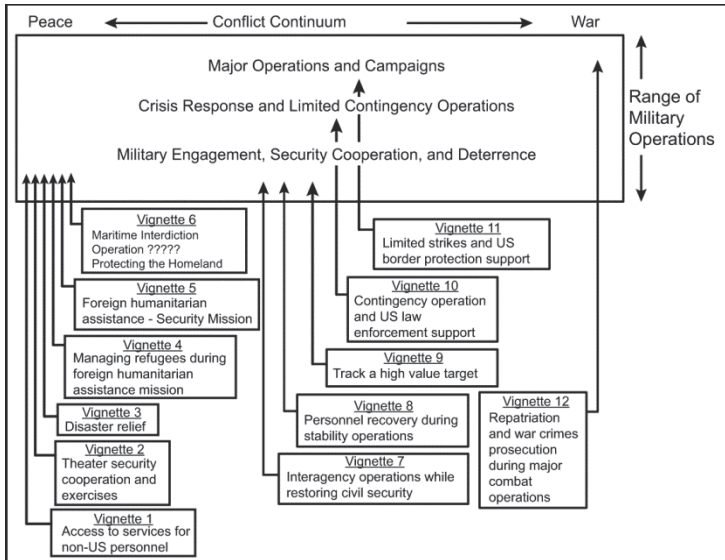 Peace Conflict Continuum War
Major Operations and Campaigns
Crisis Response and Limited Contingency Operations
Military Engagement, Security Cooperation, and Deterrence
Range of
Military
Operations
Vignette 6
Maritime Interdiction
Operation ?????
Protecting the Homeland
Vignette 5
Foreign humanitarian
assistance - Security Mission
Vignette 4
Managing refugees during
foreign humanitarian
assistance mission
Vignette 3
Disaster relief
Vignette 2
Theater security
cooperation and
exercises
Vignette 1
Access to services for
non-US personnel
Vignette 11
Limited strikes and US
border protection support
Vignette 10
Contingency operation
and US law
enforcement support
Vignette 9
Track a high value target
Vignette 8
Personnel recovery during
stability operations
Vignette 7
Interagency operations while
restoring civil security
Vignette 12
Repatriation
and war crimes
prosecution
during major
combat
operations